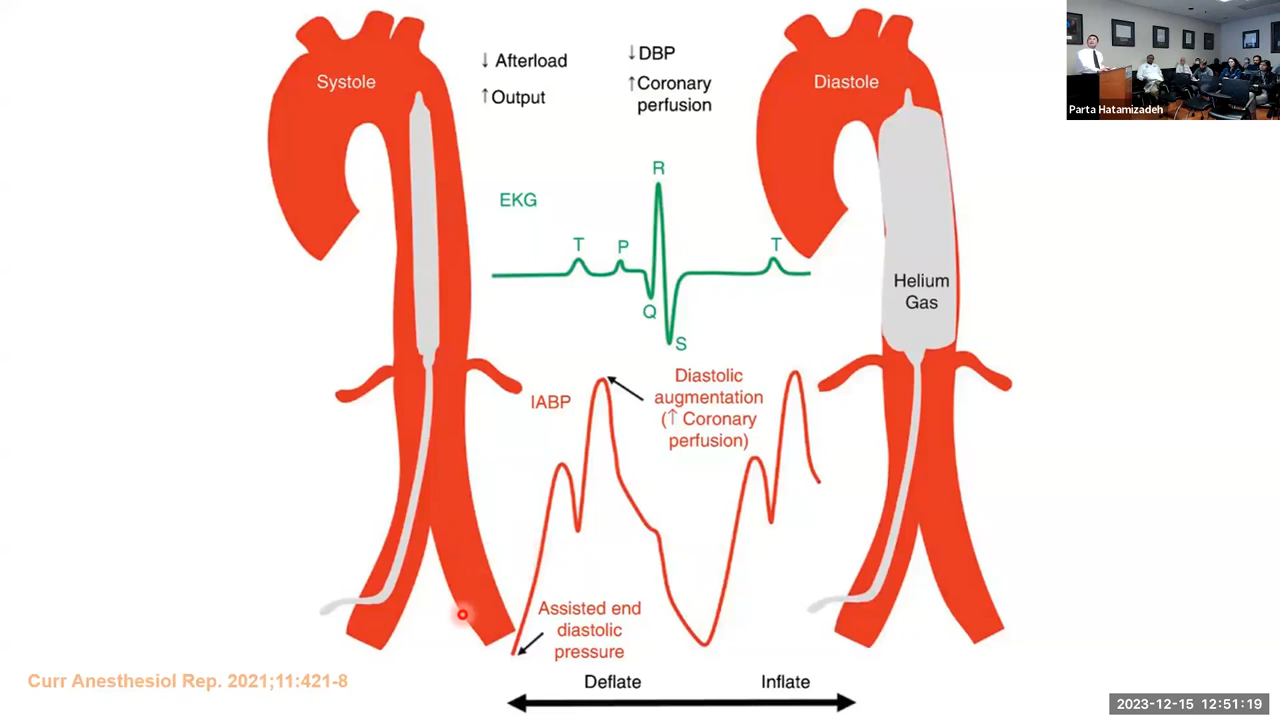 Systole
↓ Afterload
↑ Output
↓ DBP
↑ Coronary
perfusion
Diastole
Parta Hatamizadeh
EKG
R
T
P
T
Q
S
Helium
Gas
IABP
Diastolic
augmentation
(↑ Coronary
perfusion)
Assisted end
diastolic
pressure
Curr Anesthesiol Rep. 2021;11:421-8
Deflate
Inflate
2023-12-15 12:51:19